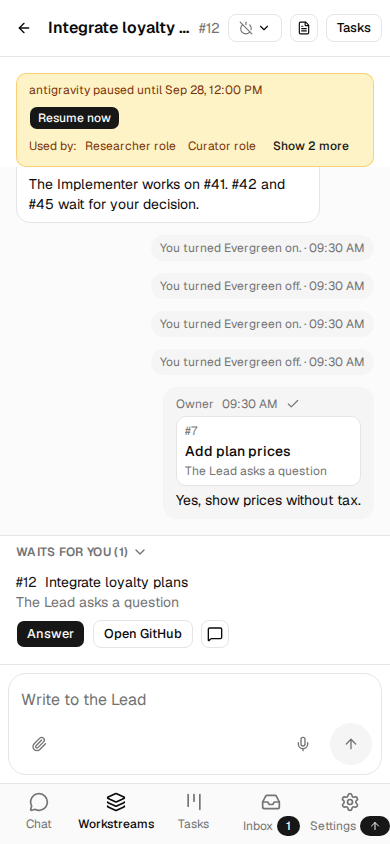 Integrate loyalty ... #12 Tasks
antigravity paused until Sep 28, 12:00 PM
Resume now
Used by: Researcher role Curator role Show 2 more
The Implementer works on #41. #42 and
#45 wait for your decision.
You turned Evergreen on. · 09:30 AM
You turned Evergreen off. · 09:30 AM
You turned Evergreen on. · 09:30 AM
You turned Evergreen off. · 09:30 AM
Owner 09:30 AM
#7
Add plan prices
The Lead asks a question
Yes, show prices without tax.
WAITS FOR YOU (1)
#12 Integrate loyalty plans
The Lead asks a question
Answer Open GitHub
Write to the Lead
Chat Workstreams Tasks Inbox 1 Settings